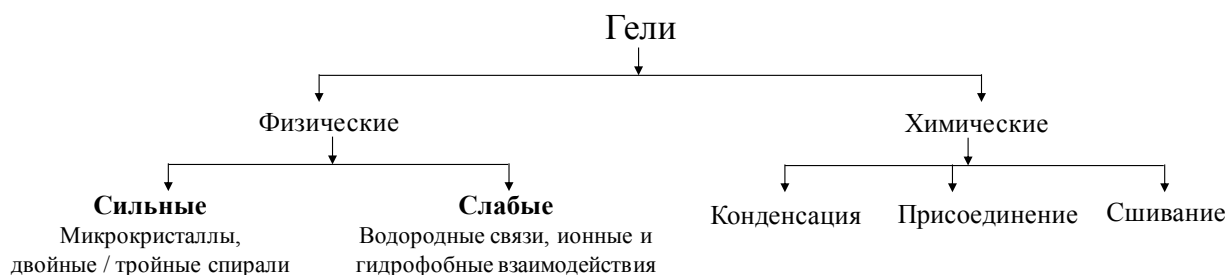 Гели
Физические
Химические
Сильные
Микрокристаллы,
двойные / тройные спирали
Слабые
Водородные связи, ионные и
гидрофобные взаимодействия
Конденсация
Присоединение
Сшивание